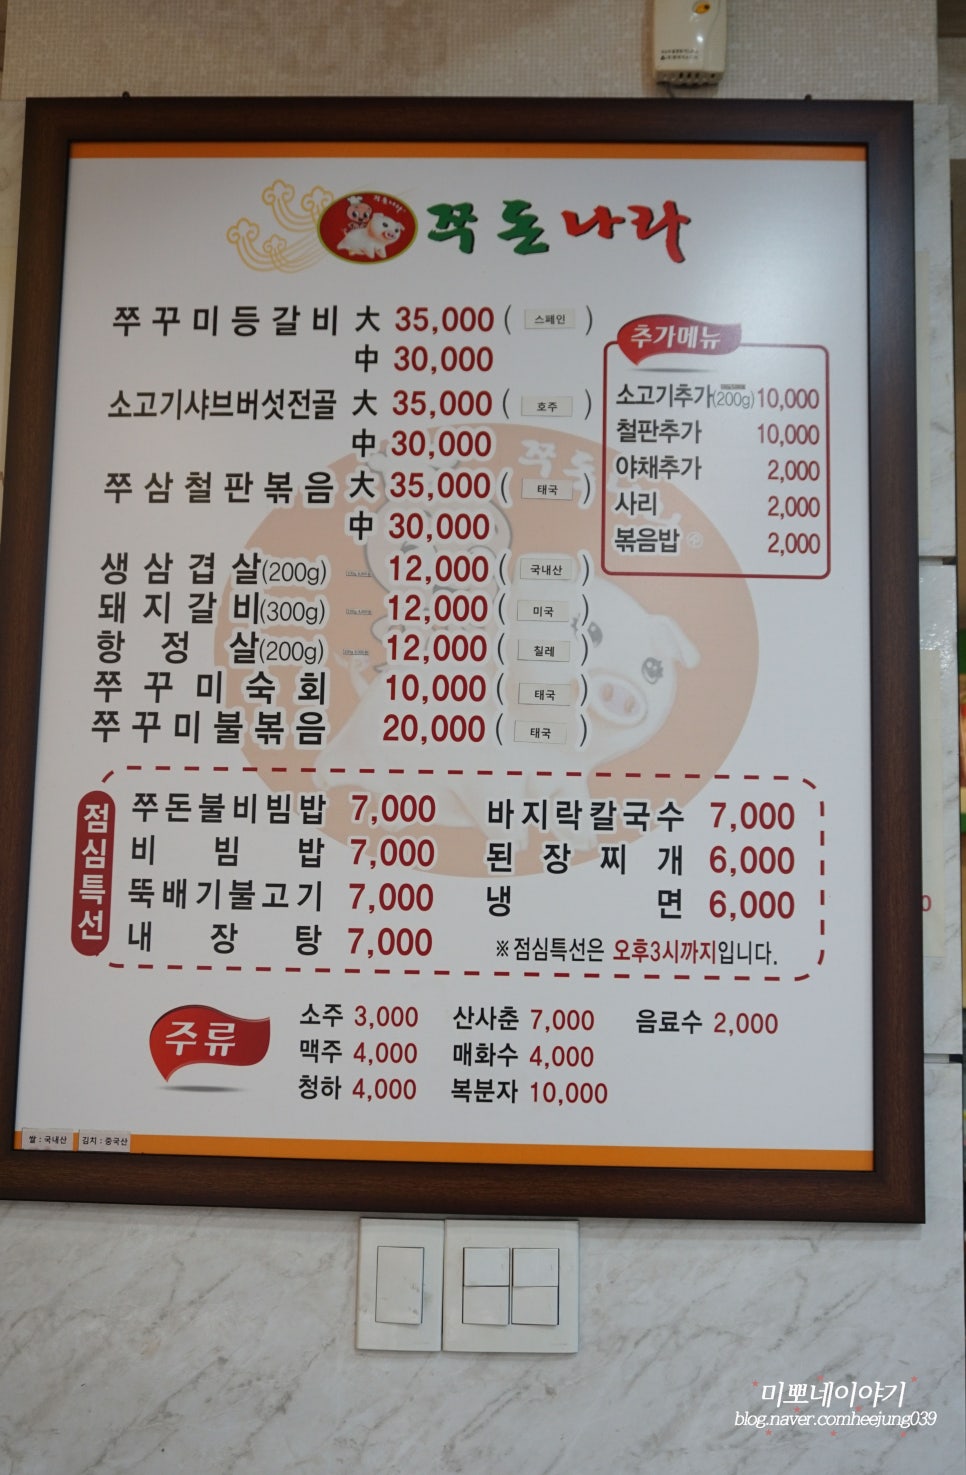 쭈돈나라
쭈꾸미등갈비 大 35,000 ( 스페인 )
中 30,000
소고기샤브버섯전골 大 35,000 ( 호주 )
中 30,000
쭈삼철판볶음 大 35,000 ( 태국 )
中 30,000
생삼겹살(200g) 12,000 ( 국내산 )
돼지갈비(300g) 12,000 ( 미국 )
항정살(200g) 12,000 ( 칠레 )
쭈꾸미숙회 10,000 ( 태국 )
쭈꾸미불볶음 20,000 ( 태국 )
추가메뉴
소고기추가(200g) 10,000
철판추가 10,000
야채추가 2,000
사리 2,000
볶음밥 2,000
점심특선
쭈돈불비빔밥 7,000
비빔밥 7,000
뚝배기불고기 7,000
내장탕 7,000
바지락칼국수 7,000
된장찌개 6,000
냉면 6,000
※점심특선은 오후3시까지입니다.
주류
소주 3,000 산사춘 7,000 음료수 2,000
맥주 4,000 매화수 4,000
청하 4,000 복분자 10,000
쌀 : 국내산 김치 : 중국산
미뽀네이야기
blog.naver.comheejung039